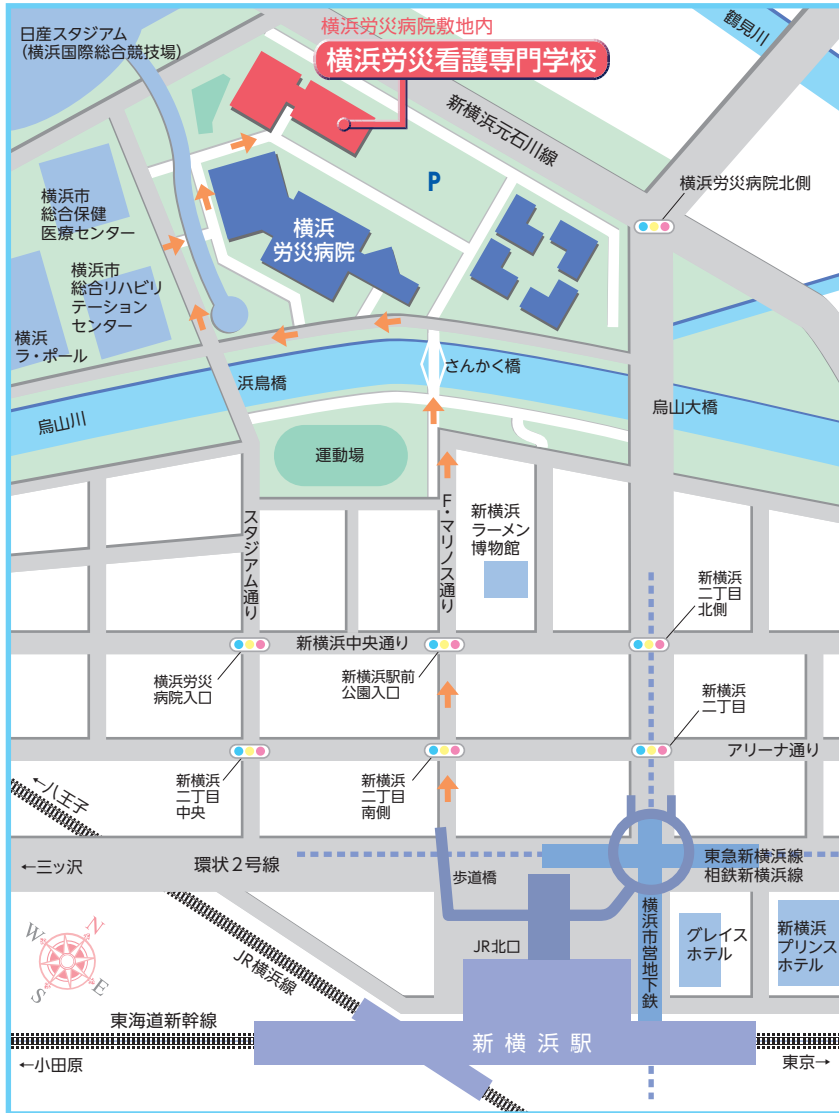 日産スタジアム
(横浜国際総合競技場)
横浜労災病院敷地内
横浜労災看護専門学校
鶴見川
新横浜元石川線
横浜労災病院北側
P
横浜市
総合保健
医療センター
横浜
労災病院
横浜市
総合リハビリ
テーション
センター
横浜
ラ・ポール
浜鳥橋
さんかく橋
鳥山川
鳥山大橋
運動場
スタジアム通り
F・マリノス通り
新横浜
ラーメン
博物館
新横浜
二丁目
北側
新横浜中央通り
横浜労災
病院入口
新横浜駅前
公園入口
新横浜
二丁目
アリーナ通り
新横浜
二丁目
中央
新横浜
二丁目
南側
←八王子
←三ッ沢
環状2号線
歩道橋
東急新横浜線
相鉄新横浜線
横浜市営地下鉄
N
W
E
S
JR横浜線
JR北口
グレイス
ホテル
新横浜
プリンス
ホテル
東海道新幹線
新横浜駅
←小田原
東京→